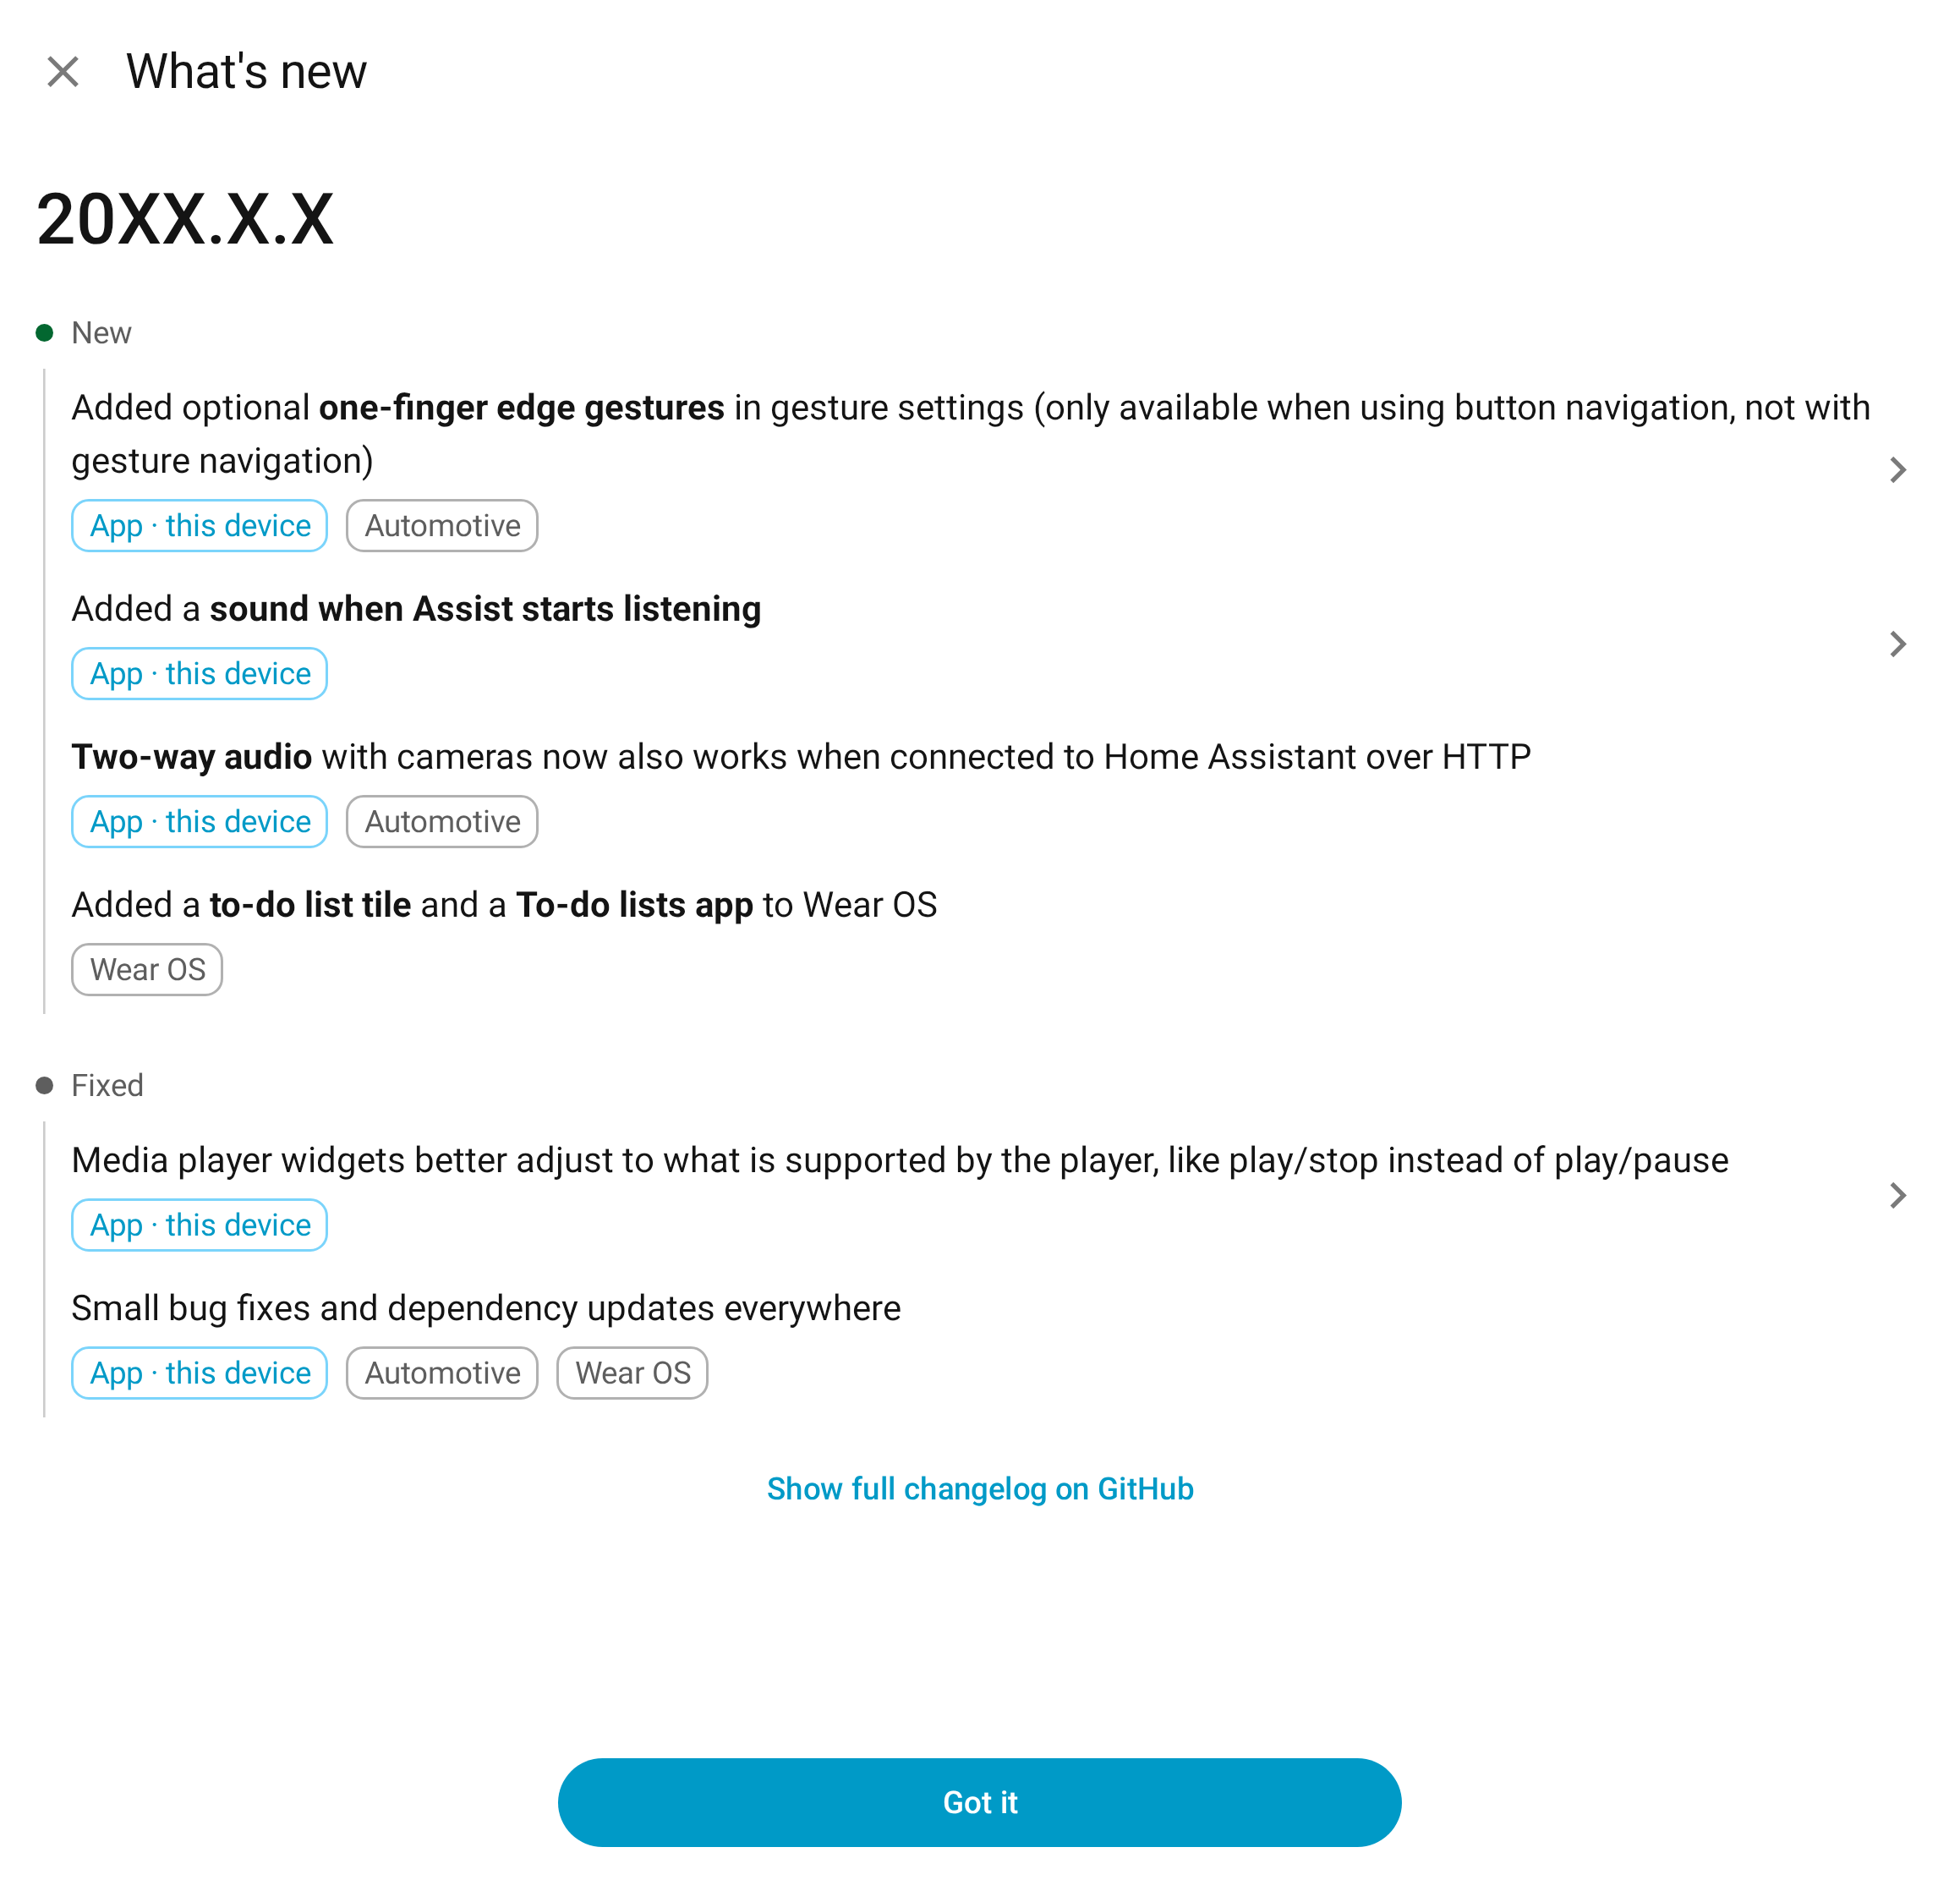 What's new
20XX.X.X
New
Added optional one-finger edge gestures in gesture settings (only available when using button navigation, not with
gesture navigation)
App · this device Automotive
Added a sound when Assist starts listening
App · this device
Two-way audio with cameras now also works when connected to Home Assistant over HTTP
App · this device Automotive
Added a to-do list tile and a To-do lists app to Wear OS
Wear OS
Fixed
Media player widgets better adjust to what is supported by the player, like play/stop instead of play/pause
App · this device
Small bug fixes and dependency updates everywhere
App · this device Automotive Wear OS
Show full changelog on GitHub
Got it